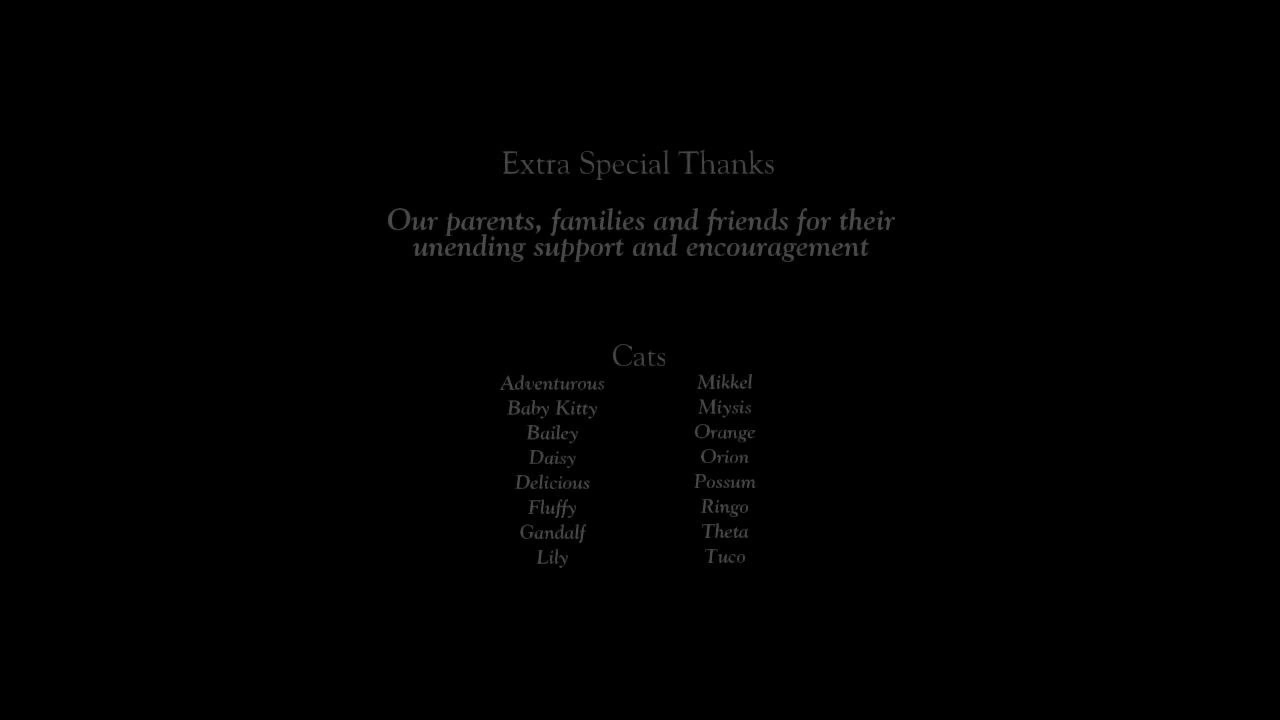 Extra Special Thanks
Our parents, families and friends for their
unending support and encouragement
Cats
Adventurous
Baby Kitty
Bailey
Daisy
Delicious
Fluffy
Gandalf
Lily
Mikkel
Miysis
Orange
Orion
Possum
Ringo
Theta
Tuco